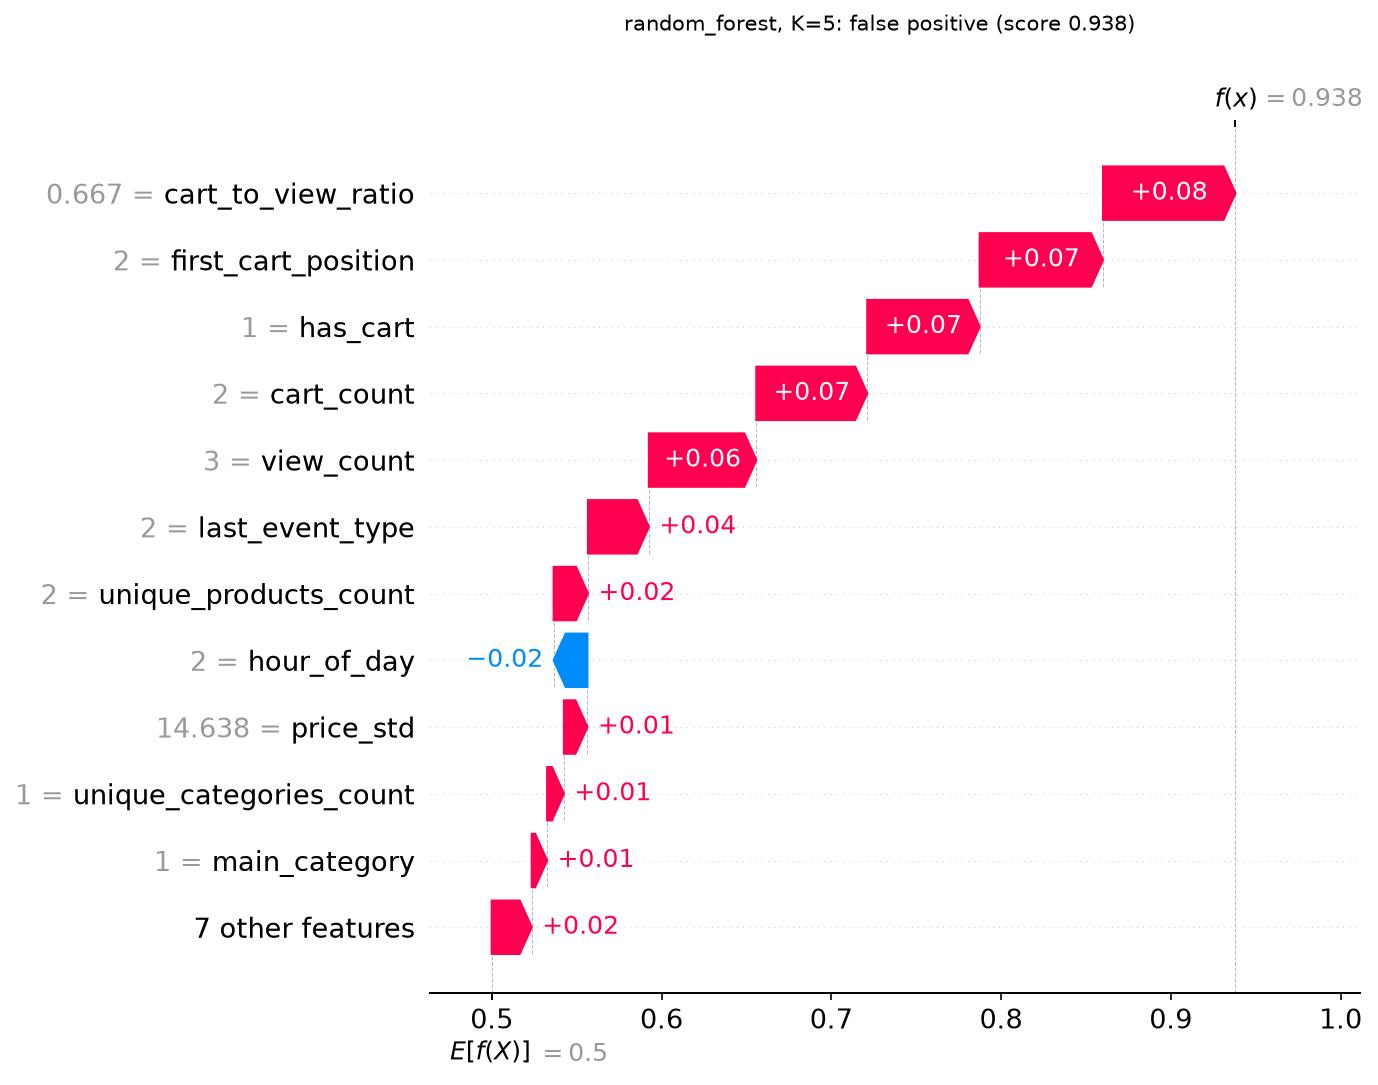 random_forest, K=5: false positive (score 0.938)
f(x) = 0.938
0.667 = cart_to_view_ratio +0.08
2 = first_cart_position +0.07
1 = has_cart +0.07
2 = cart_count +0.07
3 = view_count +0.06
2 = last_event_type +0.04
2 = unique_products_count +0.02
2 = hour_of_day −0.02
14.638 = price_std +0.01
1 = unique_categories_count +0.01
1 = main_category +0.01
7 other features +0.02
0.5 0.6 0.7 0.8 0.9 1.0
E[f(X)] = 0.5